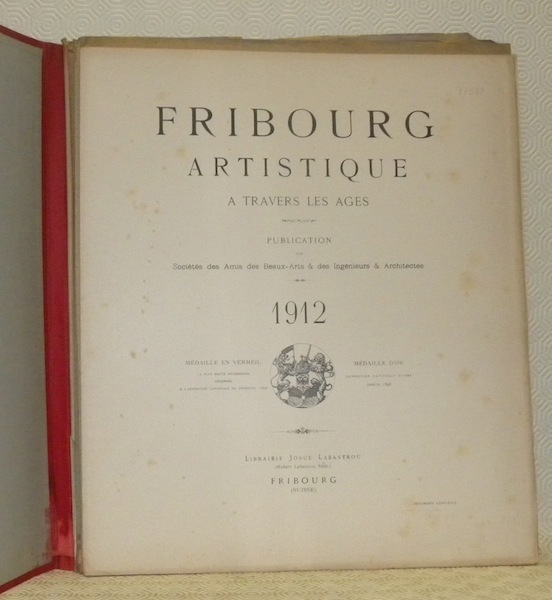 FRIBOURG
ARTISTIQUE
A TRAVERS LES AGES
PUBLICATION
Sociétés des Amis des Beaux-Arts & des Ingénieurs & Architectes
1912
MÉDAILLE EN VERMEIL
MÉDAILLE D'OR
LIBRAIRIE JOSUÉ LABASTROU
FRIBOURG
(SUISSE)